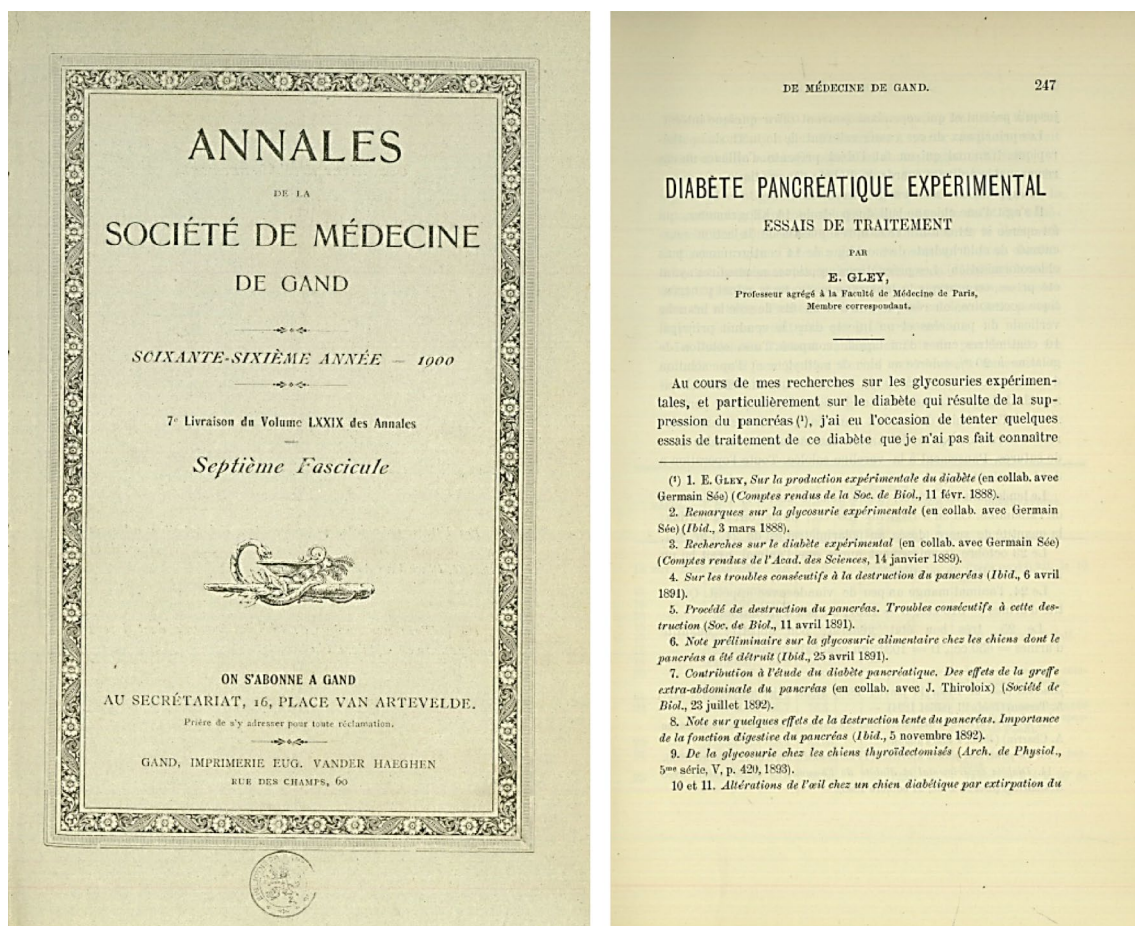 ANNALES
DE LA
SOCIÉTÉ DE MÉDECINE
DE GAND
SOIXANTE-SIXIÈME ANNÉE — 1900
7e Livraison du Volume LXXIX des Annales
Septième Fascicule
ON S'ABONNE A GAND
AU SECRÉTARIAT, 16, PLACE VAN ARTEVELDE.
Prière de s'y adresser pour toute réclamation.
GAND, IMPRIMERIE EUG. VANDER HAEGHEN
RUE DES CHAMPS, 60
DE MÉDECINE DE GAND. 247
DIABÈTE PANCRÉATIQUE EXPÉRIMENTAL
ESSAIS DE TRAITEMENT
PAR
E. GLEY,
Professeur agrégé à la Faculté de Médecine de Paris,
Membre correspondant.
Au cours de mes recherches sur les glycosuries expérimen-
tales, et particulièrement sur le diabète qui résulte de la sup-
pression du pancréas (¹), j'ai eu l'occasion de tenter quelques
essais de traitement de ce diabète que je n'ai pas fait connaître
(¹) 1. E. GLEY, Sur la production expérimentale du diabète (en collab. avec
Germain Sée) (Comptes rendus de la Soc. de Biol., 11 févr. 1888).
2. Remarques sur la glycosurie expérimentale (en collab. avec Germain
Sée) (Ibid., 3 mars 1888).
3. Recherches sur le diabète expérimental (en collab. avec Germain Sée)
(Comptes rendus de l'Acad. des Sciences, 14 janvier 1889).
4. Sur les troubles consécutifs à la destruction du pancréas (Ibid., 6 avril
1891).
5. Procédé de destruction du pancréas. Troubles consécutifs à cette des-
truction (Soc. de Biol., 11 avril 1891).
6. Note préliminaire sur la glycosurie alimentaire chez les chiens dont le
pancréas a été détruit (Ibid., 25 avril 1891).
7. Contribution à l'étude du diabète pancréatique. Des effets de la greffe
extra-abdominale du pancréas (en collab. avec J. Thiroloix) (Société de
Biol., 23 juillet 1892).
8. Note sur quelques effets de la destruction lente du pancréas. Importance
de la fonction digestive du pancréas (Ibid., 5 novembre 1892).
9. De la glycosurie chez les chiens thyroïdectomisés (Arch. de Physiol.,
5me série, V, p. 420, 1893).
10 et 11. Altérations de l'œil chez un chien diabétique par extirpation du